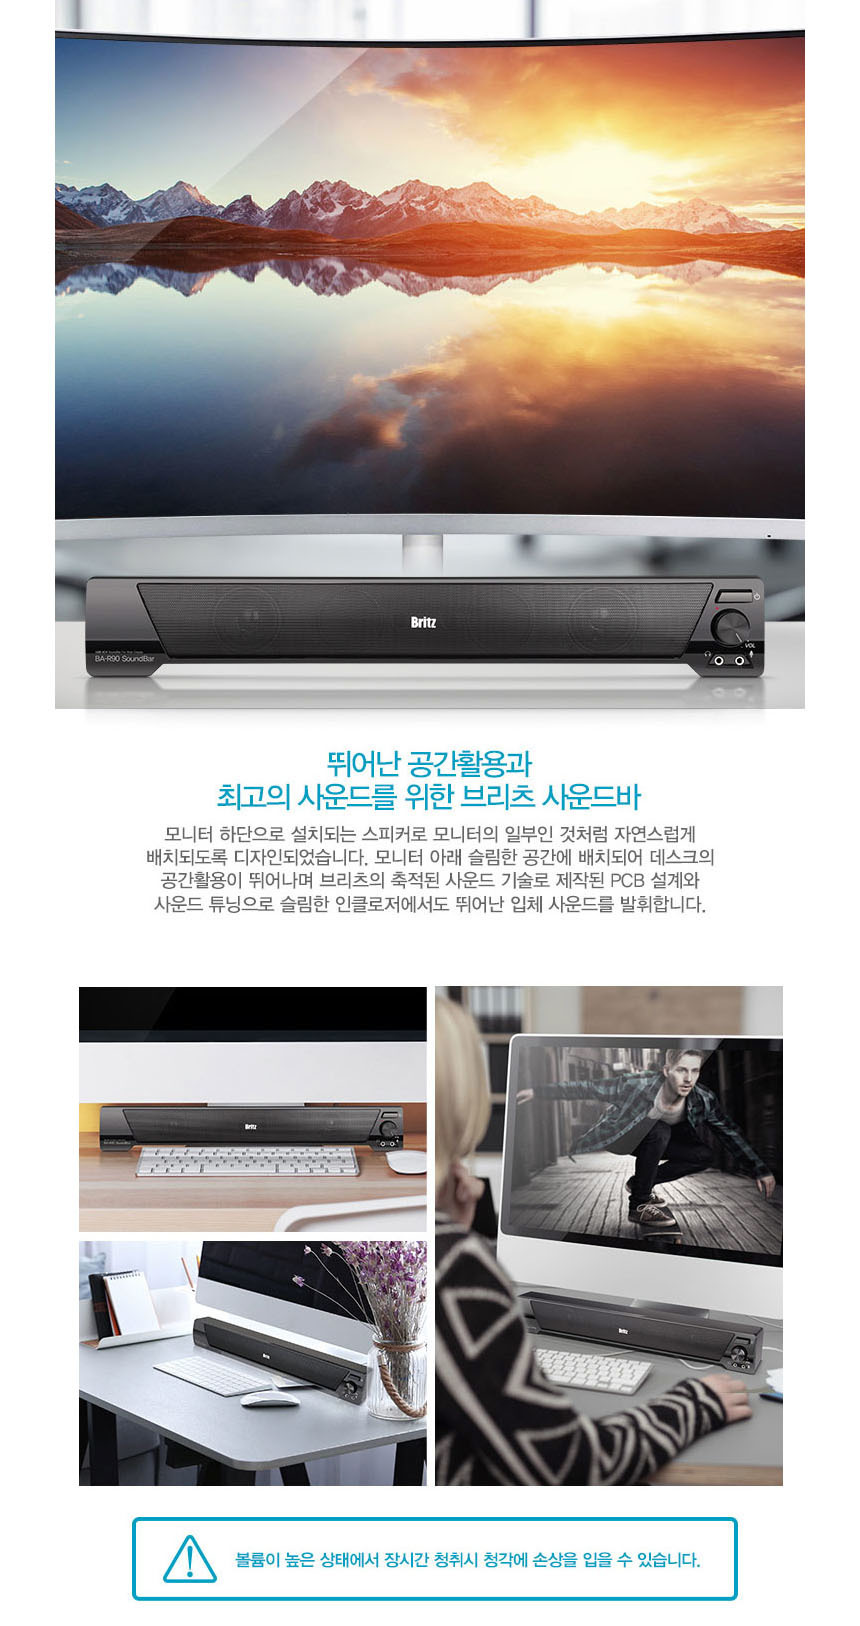 Britz
BA-R90 SoundBar
VOL
뛰어난 공간활용과
최고의 사운드를 위한 브리츠 사운드바
모니터 하단으로 설치되는 스피커로 모니터의 일부인 것처럼 자연스럽게
배치되도록 디자인되었습니다. 모니터 아래 슬림한 공간에 배치되어 데스크의
공간활용이 뛰어나며 브리츠의 축적된 사운드 기술로 제작된 PCB 설계와
사운드 튜닝으로 슬림한 인클로저에서도 뛰어난 입체 사운드를 발휘합니다.
Britz
Britz
Britz
볼륨이 높은 상태에서 장시간 청취시 청각에 손상을 입을 수 있습니다.